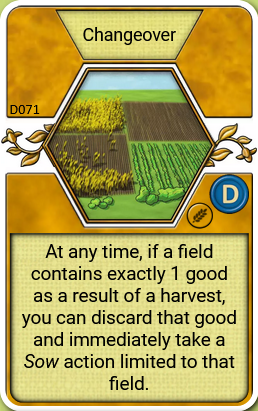 Changeover
D071
D
At any time, if a field
contains exactly 1 good
as a result of a harvest,
you can discard that good
and immediately take a
Sow action limited to that
field.